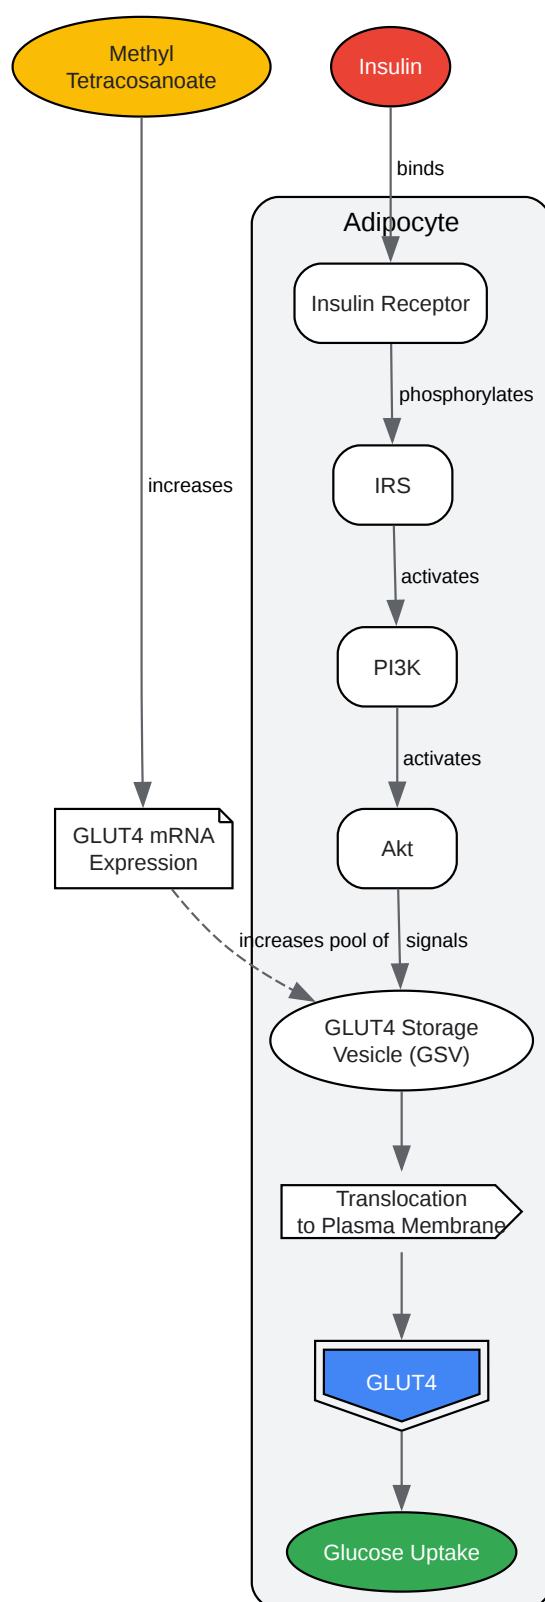 Methyl
Tetracosanoate
Insulin
binds
Adipocyte
Insulin Receptor
phosphorylates
IRS
increases
activates
PI3K
activates
GLUT4 mRNA
Expression
Akt
increases pool of
signals
GLUT4 Storage
Vesicle (GSV)
Translocation
to Plasma Membrane
GLUT4
Glucose Uptake